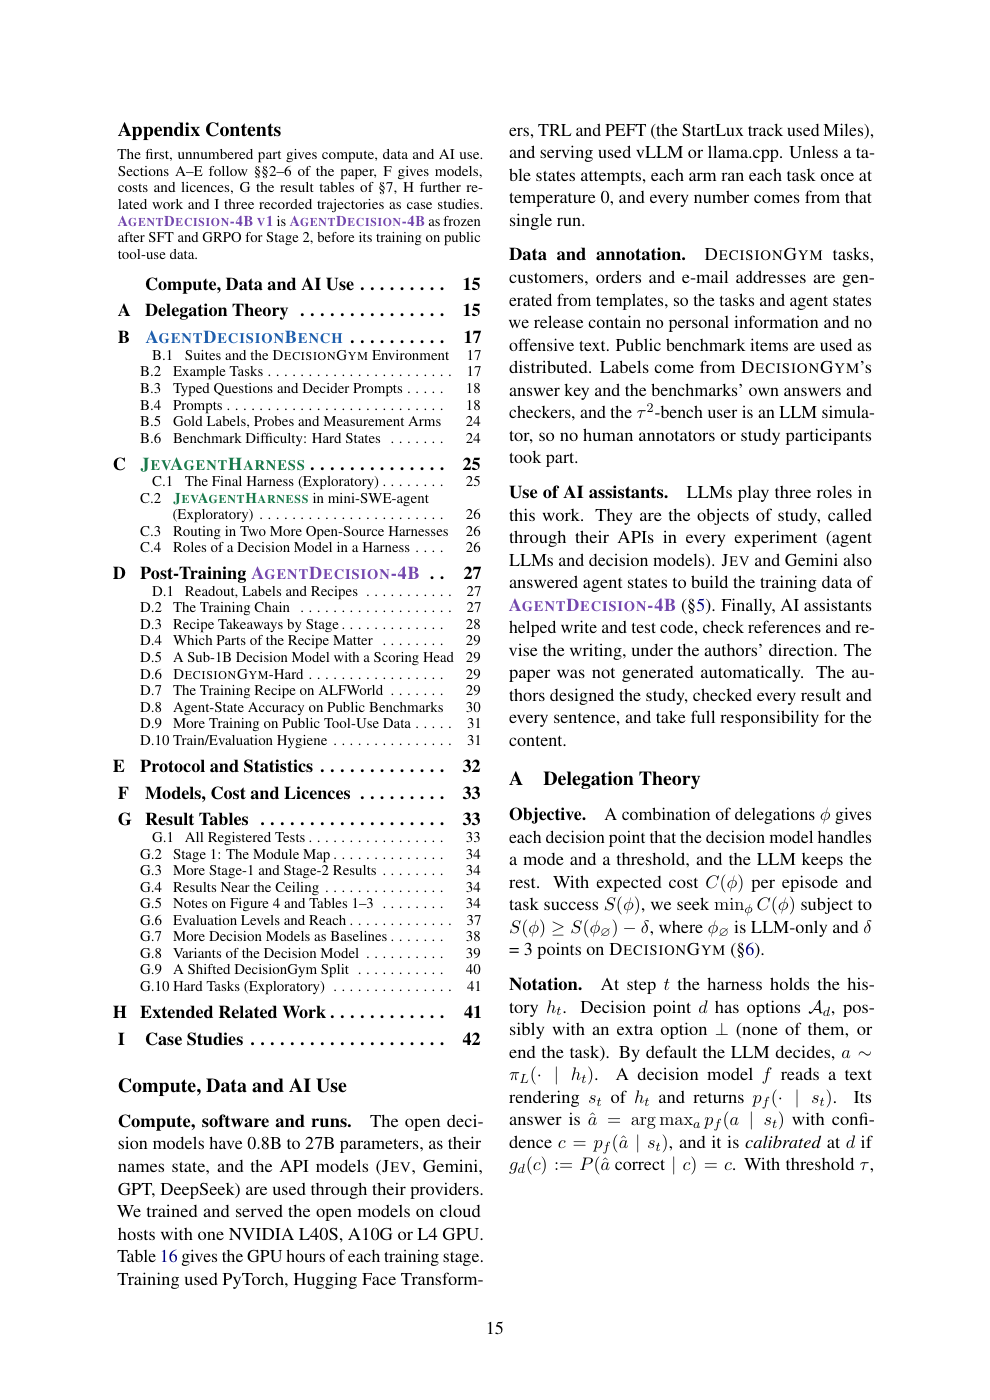 Appendix Contents
The first, unnumbered part gives compute, data and AI use.
Sections A–E follow §§2–6 of the paper, F gives models,
costs and licences, G the result tables of §7, H further re-
lated work and I three recorded trajectories as case studies.
AGENTDECISION-4B V1 is AGENTDECISION-4B as frozen
after SFT and GRPO for Stage 2, before its training on public
tool-use data.
Compute, Data and AI Use . . . . . . . . . 15
A Delegation Theory . . . . . . . . . . . . . . . 15
B AGENTDECISIONBENCH . . . . . . . . . . 17
B.1 Suites and the DECISIONGYM Environment 17
B.2 Example Tasks . . . . . . . . . . . . . . . . . . . . . . . . 17
B.3 Typed Questions and Decider Prompts . . . . . 18
B.4 Prompts . . . . . . . . . . . . . . . . . . . . . . . . . . . 18
B.5 Gold Labels, Probes and Measurement Arms 24
B.6 Benchmark Difficulty: Hard States . . . . . . . 24
C JEVAGENTHARNESS . . . . . . . . . . . . . . 25
C.1 The Final Harness (Exploratory) . . . . . . . . 25
C.2 JEVAGENTHARNESS in mini-SWE-agent
(Exploratory) . . . . . . . . . . . . . . . . . . . . . . . 26
C.3 Routing in Two More Open-Source Harnesses 26
C.4 Roles of a Decision Model in a Harness . . . . 26
D Post-Training AGENTDECISION-4B . . 27
D.1 Readout, Labels and Recipes . . . . . . . . . . . 27
D.2 The Training Chain . . . . . . . . . . . . . . . . . . . 27
D.3 Recipe Takeaways by Stage . . . . . . . . . . . . . 28
D.4 Which Parts of the Recipe Matter . . . . . . . . 29
D.5 A Sub-1B Decision Model with a Scoring Head 29
D.6 DECISIONGYM-Hard . . . . . . . . . . . . . . . . . 29
D.7 The Training Recipe on ALFWorld . . . . . . . 29
D.8 Agent-State Accuracy on Public Benchmarks 30
D.9 More Training on Public Tool-Use Data . . . . . 31
D.10 Train/Evaluation Hygiene . . . . . . . . . . . . . . . 31
E Protocol and Statistics . . . . . . . . . . . . . 32
F Models, Cost and Licences . . . . . . . . . 33
G Result Tables . . . . . . . . . . . . . . . . . . . 33
G.1 All Registered Tests . . . . . . . . . . . . . . . . . 33
G.2 Stage 1: The Module Map . . . . . . . . . . . . . . 34
G.3 More Stage-1 and Stage-2 Results . . . . . . . . 34
G.4 Results Near the Ceiling . . . . . . . . . . . . . . . 34
G.5 Notes on Figure 4 and Tables 1–3 . . . . . . . . 34
G.6 Evaluation Levels and Reach . . . . . . . . . . . . . 37
G.7 More Decision Models as Baselines . . . . . . . 38
G.8 Variants of the Decision Model . . . . . . . . . . 39
G.9 A Shifted DecisionGym Split . . . . . . . . . . . 40
G.10 Hard Tasks (Exploratory) . . . . . . . . . . . . . . . 41
H Extended Related Work . . . . . . . . . . . . 41
I Case Studies . . . . . . . . . . . . . . . . . . . . 42
Compute, Data and AI Use
Compute, software and runs. The open deci-
sion models have 0.8B to 27B parameters, as their
names state, and the API models (JEV, Gemini,
GPT, DeepSeek) are used through their providers.
We trained and served the open models on cloud
hosts with one NVIDIA L40S, A10G or L4 GPU.
Table 16 gives the GPU hours of each training stage.
Training used PyTorch, Hugging Face Transform-
ers, TRL and PEFT (the StartLux track used Miles),
and serving used vLLM or llama.cpp. Unless a ta-
ble states attempts, each arm ran each task once at
temperature 0, and every number comes from that
single run.
Data and annotation. DECISIONGYM tasks,
customers, orders and e-mail addresses are gen-
erated from templates, so the tasks and agent states
we release contain no personal information and no
offensive text. Public benchmark items are used as
distributed. Labels come from DECISIONGYM's
answer key and the benchmarks' own answers and
checkers, and the τ²-bench user is an LLM simula-
tor, so no human annotators or study participants
took part.
Use of AI assistants. LLMs play three roles in
this work. They are the objects of study, called
through their APIs in every experiment (agent
LLMs and decision models). JEV and Gemini also
answered agent states to build the training data of
AGENTDECISION-4B (§5). Finally, AI assistants
helped write and test code, check references and re-
vise the writing, under the authors' direction. The
paper was not generated automatically. The au-
thors designed the study, checked every result and
every sentence, and take full responsibility for the
content.
A Delegation Theory
Objective. A combination of delegations ϕ gives
each decision point that the decision model handles
a mode and a threshold, and the LLM keeps the
rest. With expected cost C(ϕ) per episode and
task success S(ϕ), we seek min_ϕ C(ϕ) subject to
S(ϕ) ≥ S(ϕ_∅) − δ, where ϕ_∅ is LLM-only and δ
= 3 points on DECISIONGYM (§6).
Notation. At step t the harness holds the his-
tory h_t. Decision point d has options A_d, pos-
sibly with an extra option ⊥ (none of them, or
end the task). By default the LLM decides, a ∼
π_L(· | h_t). A decision model f reads a text
rendering s_t of h_t and returns p_f(· | s_t). Its
answer is â = arg max_a p_f(a | s_t) with confi-
dence c = p_f(â | s_t), and it is calibrated at d if
g_d(c) := P(â correct | c) = c. With threshold τ,
15